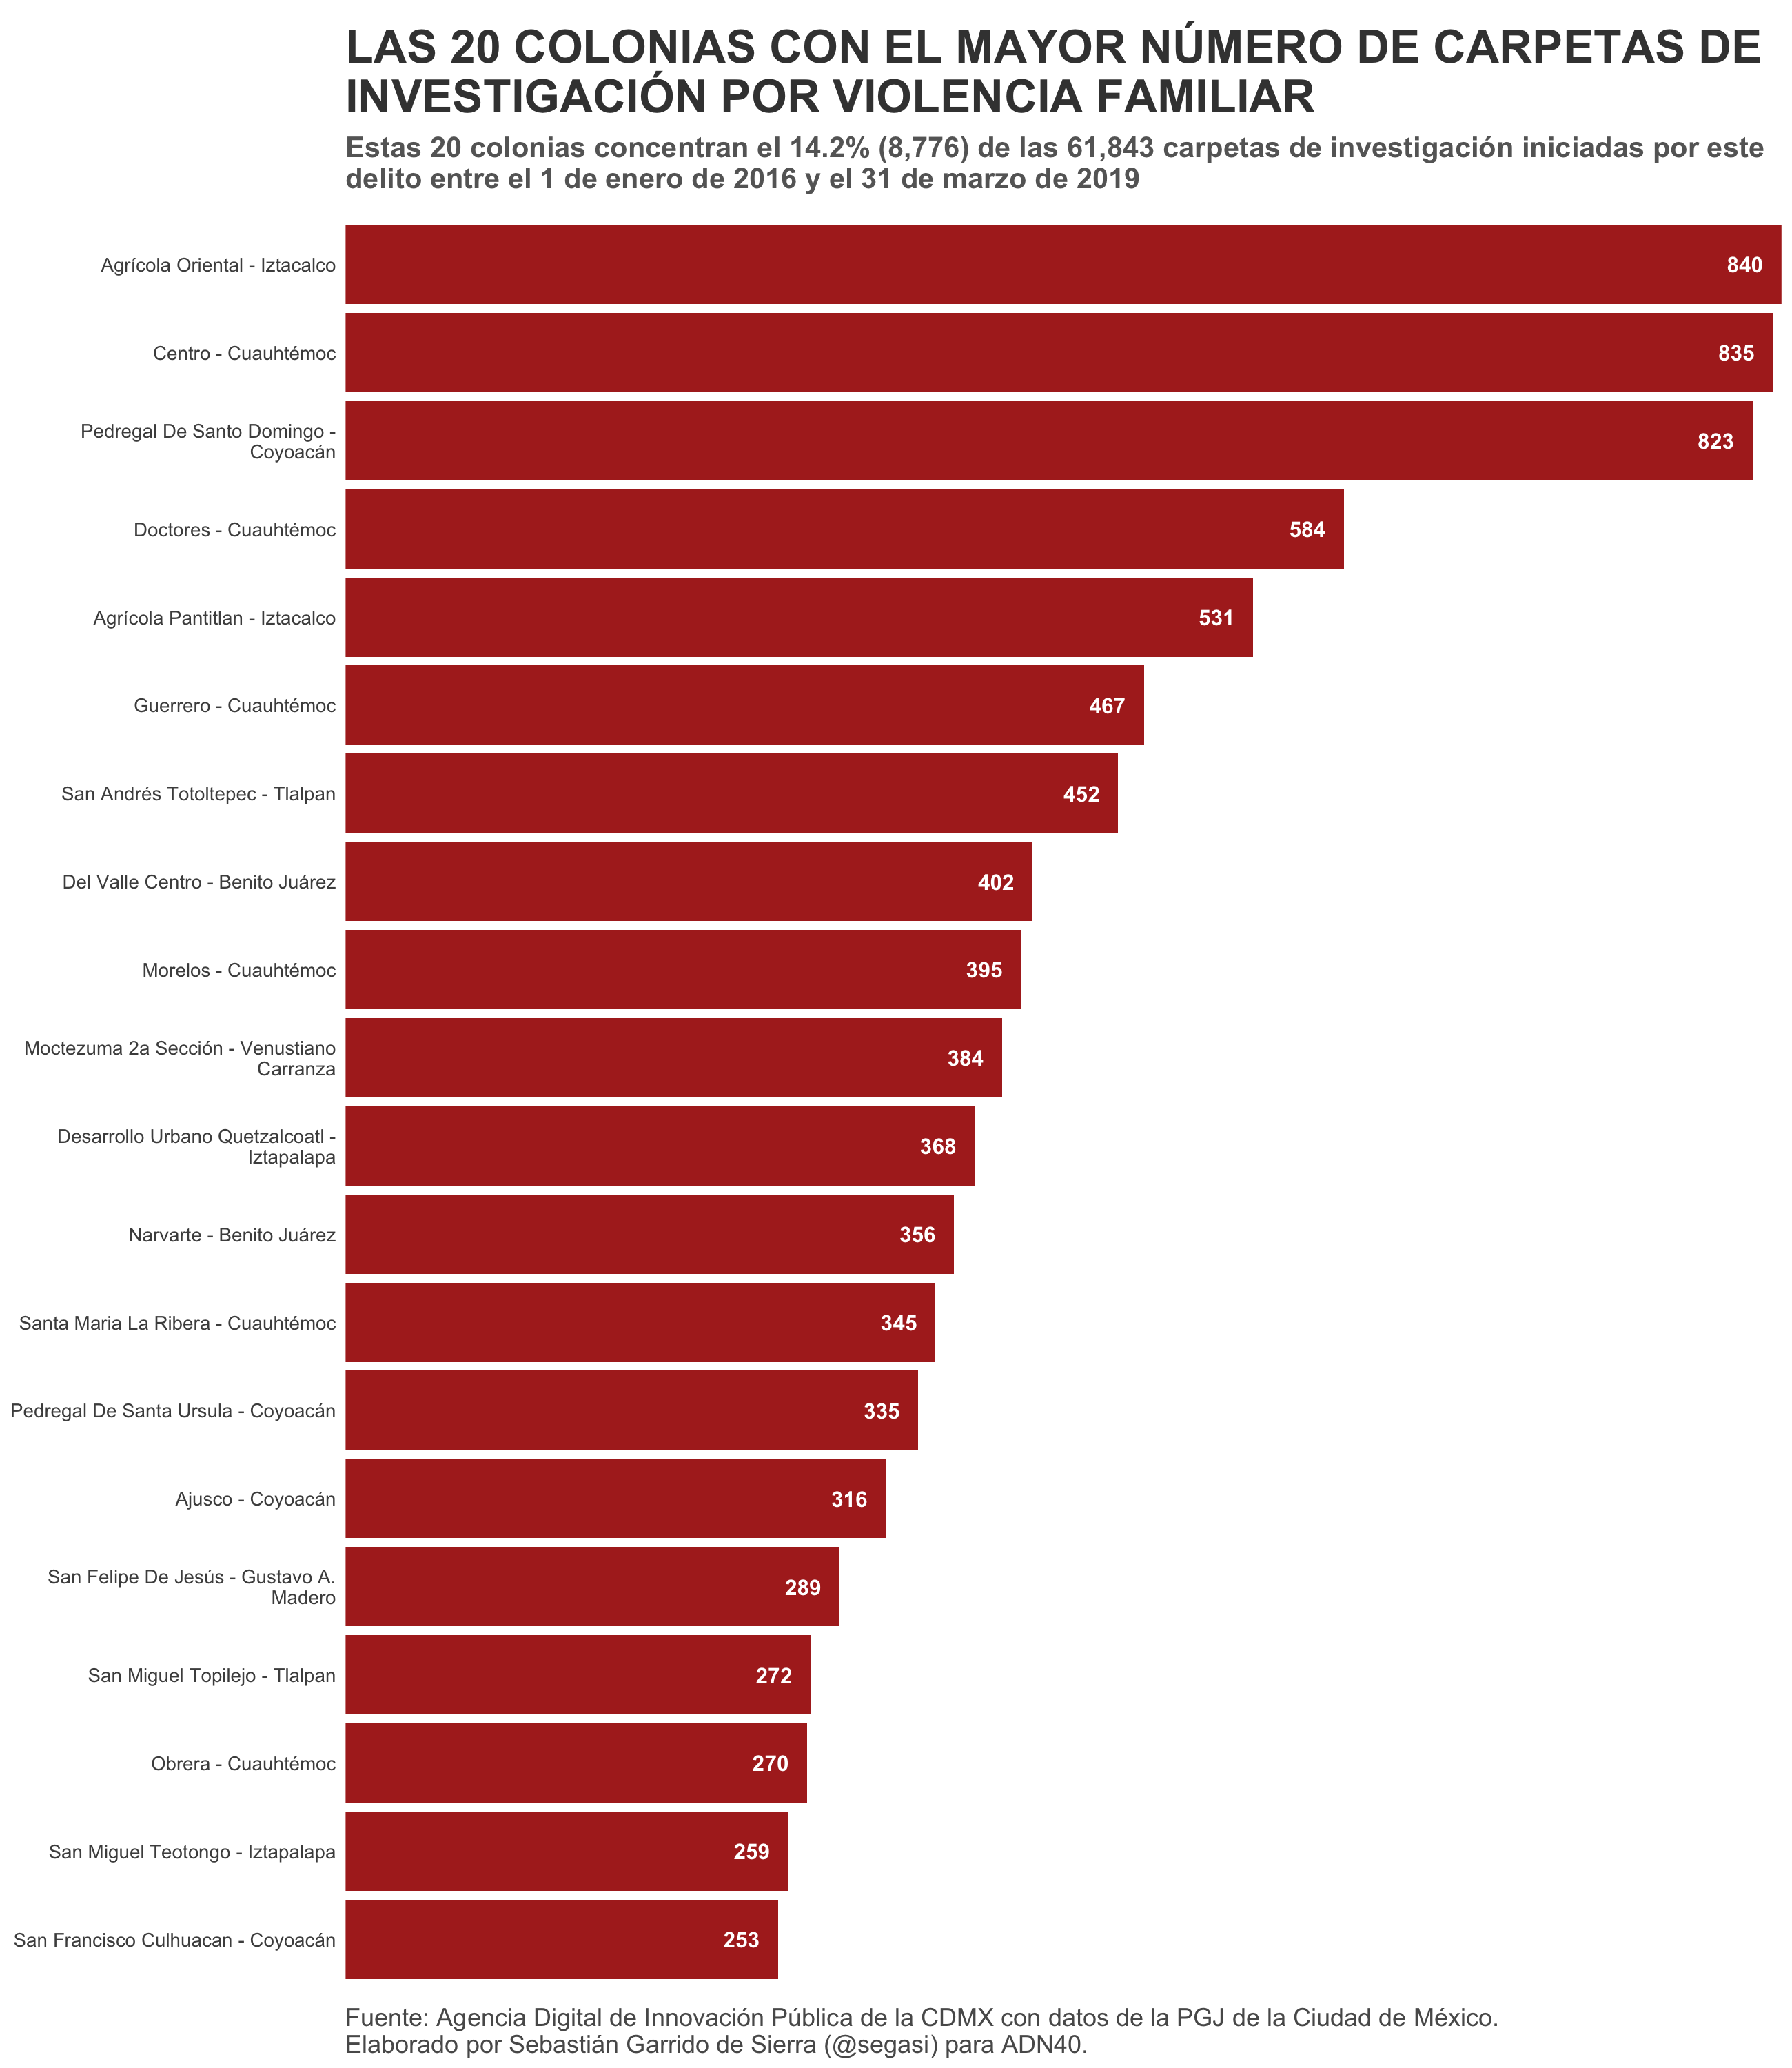 LAS 20 COLONIAS CON EL MAYOR NÚMERO DE CARPETAS DE
INVESTIGACIÓN POR VIOLENCIA FAMILIAR
Estas 20 colonias concentran el 14.2% (8,776) de las 61,843 carpetas de investigación iniciadas por este
delito entre el 1 de enero de 2016 y el 31 de marzo de 2019
Agrícola Oriental - Iztacalco
840
Centro - Cuauhtémoc
835
Pedregal De Santo Domingo -
Coyoacán
823
Doctores - Cuauhtémoc
584
Agrícola Pantitlan - Iztacalco
531
Guerrero - Cuauhtémoc
467
San Andrés Totoltepec - Tlalpan
452
Del Valle Centro - Benito Juárez
402
Morelos - Cuauhtémoc
395
Moctezuma 2a Sección - Venustiano
Carranza
384
Desarrollo Urbano Quetzalcoatl -
Iztapalapa
368
Narvarte - Benito Juárez
356
Santa Maria La Ribera - Cuauhtémoc
345
Pedregal De Santa Ursula - Coyoacán
335
Ajusco - Coyoacán
316
San Felipe De Jesús - Gustavo A.
Madero
289
San Miguel Topilejo - Tlalpan
272
Obrera - Cuauhtémoc
270
San Miguel Teotongo - Iztapalapa
259
San Francisco Culhuacan - Coyoacán
253
Fuente: Agencia Digital de Innovación Pública de la CDMX con datos de la PGJ de la Ciudad de México.
Elaborado por Sebastián Garrido de Sierra (@segasi) para ADN40.